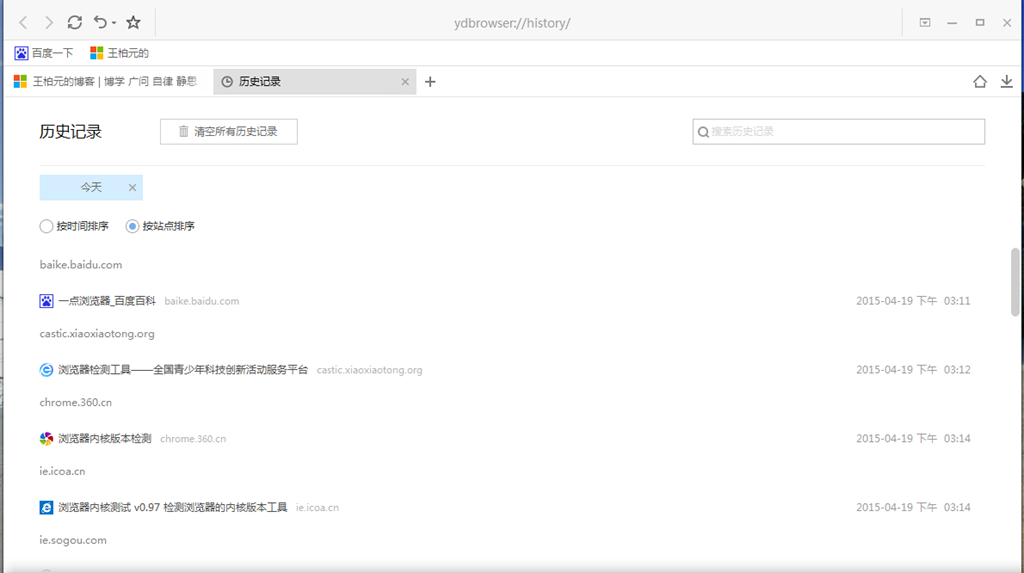 ydbrowser://history/
百度一下 王柏元的
王柏元的博客 | 博学 广问 自律 静思
历史记录
历史记录 清空所有历史记录 搜索历史记录
今天
按时间排序 按站点排序
baike.baidu.com
一点浏览器_百度百科 baike.baidu.com 2015-04-19 下午 03:11
castic.xiaoxiaotong.org
浏览器检测工具——全国青少年科技创新活动服务平台 castic.xiaoxiaotong.org 2015-04-19 下午 03:12
chrome.360.cn
浏览器内核版本检测 chrome.360.cn 2015-04-19 下午 03:14
ie.icoa.cn
浏览器内核测试 v0.97 检测浏览器的内核版本工具 ie.icoa.cn 2015-04-19 下午 03:14
ie.sogou.com